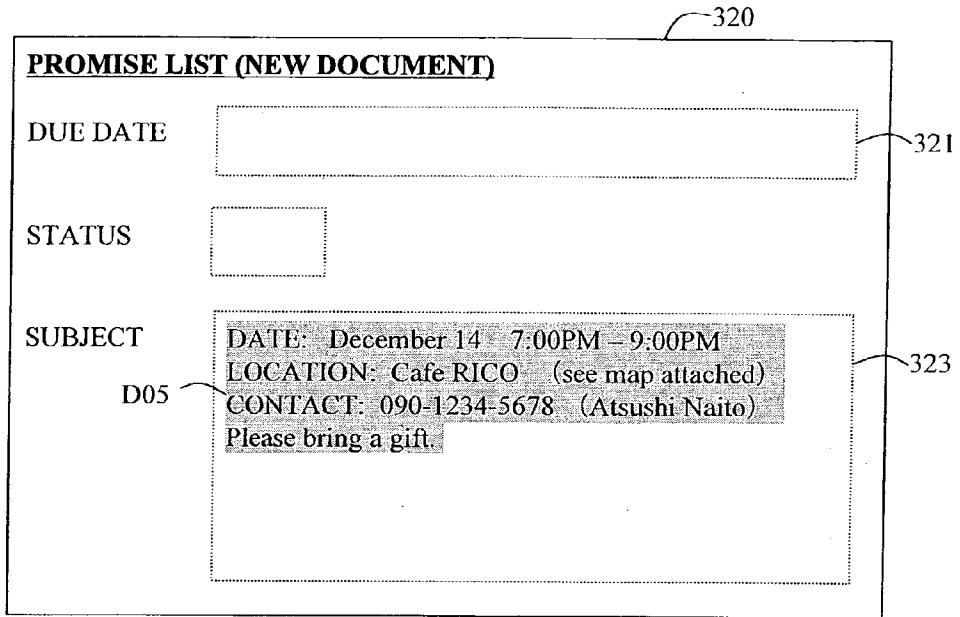 320
PROMISE LIST (NEW DOCUMENT)
DUE DATE
321
STATUS
SUBJECT
DATE: December 14 7:00PM – 9:00PM
LOCATION: Cafe RICO (see map attached)
323
D05
CONTACT: 090-1234-5678 (Atsushi Naito)
Please bring a gift.